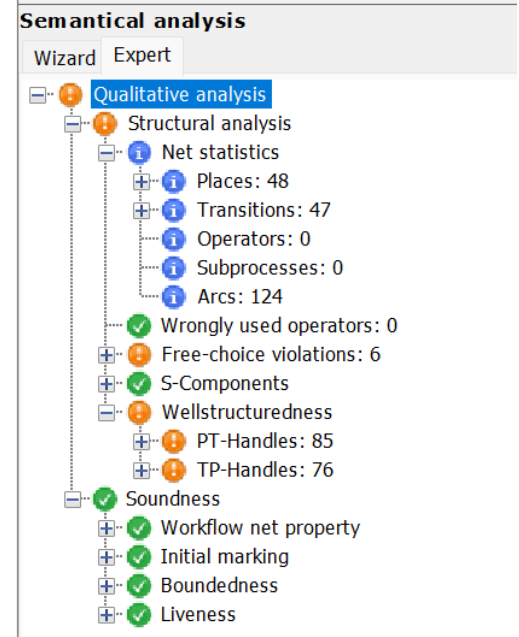 Semantical analysis
Wizard Expert
Qualitative analysis
Structural analysis
Net statistics
Places: 48
Transitions: 47
Operators: 0
Subprocesses: 0
Arcs: 124
Wrongly used operators: 0
Free-choice violations: 6
S-Components
Wellstructuredness
PT-Handles: 85
TP-Handles: 76
Soundness
Workflow net property
Initial marking
Boundedness
Liveness